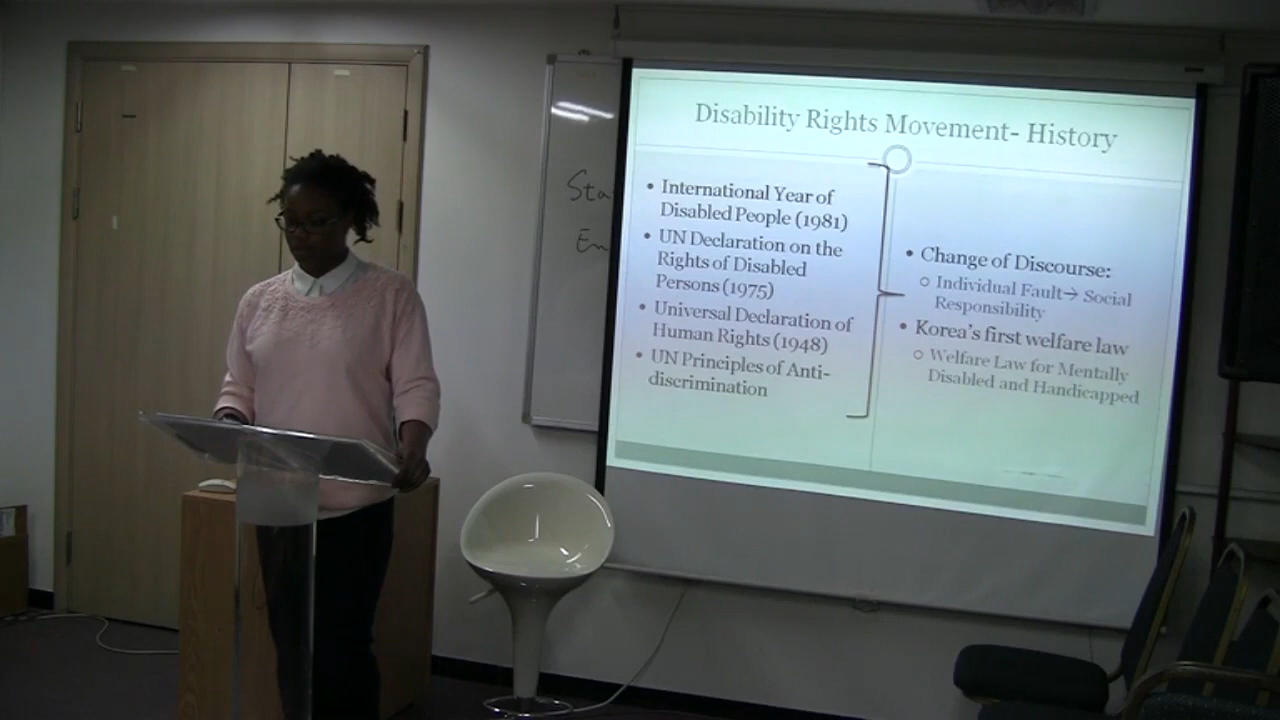 Disability Rights Movement- History
• International Year of
Disabled People (1981)
• UN Declaration on the
Rights of Disabled
Persons (1975)
• Universal Declaration of
Human Rights (1948)
• UN Principles of Anti-
discrimination
• Change of Discourse:
○ Individual Fault→ Social
Responsibility
• Korea's first welfare law
○ Welfare Law for Mentally
Disabled and Handicapped